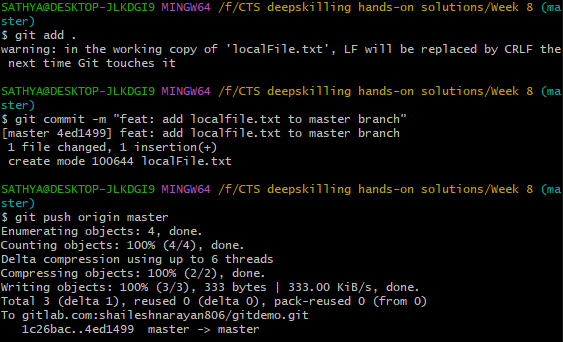 SATHYA@DESKTOP-JLKDGI9 MINGW64 /f/CTS deepskilling hands-on solutions/Week 8 (ma
ster)
$ git add .
warning: in the working copy of 'localFile.txt', LF will be replaced by CRLF the
 next time Git touches it
SATHYA@DESKTOP-JLKDGI9 MINGW64 /f/CTS deepskilling hands-on solutions/Week 8 (ma
ster)
$ git commit -m "feat: add localfile.txt to master branch"
[master 4ed1499] feat: add localfile.txt to master branch
 1 file changed, 1 insertion(+)
 create mode 100644 localFile.txt
SATHYA@DESKTOP-JLKDGI9 MINGW64 /f/CTS deepskilling hands-on solutions/Week 8 (ma
ster)
$ git push origin master
Enumerating objects: 4, done.
Counting objects: 100% (4/4), done.
Delta compression using up to 6 threads
Compressing objects: 100% (2/2), done.
Writing objects: 100% (3/3), 333 bytes | 333.00 KiB/s, done.
Total 3 (delta 1), reused 0 (delta 0), pack-reused 0 (from 0)
To gitlab.com:shaileshnarayan806/gitdemo.git
   1c26bac..4ed1499  master -> master